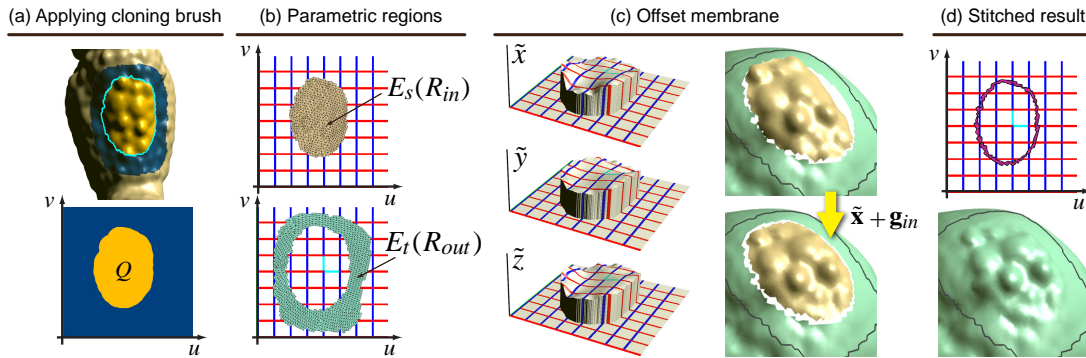 (a) Applying cloning brush
(b) Parametric regions
(c) Offset membrane
(d) Stitched result
v
E_s(R_in)
u
v
Q
u
v
E_t(R_out)
u
x̃
ỹ
z̃
x̃ + g_in
v
u